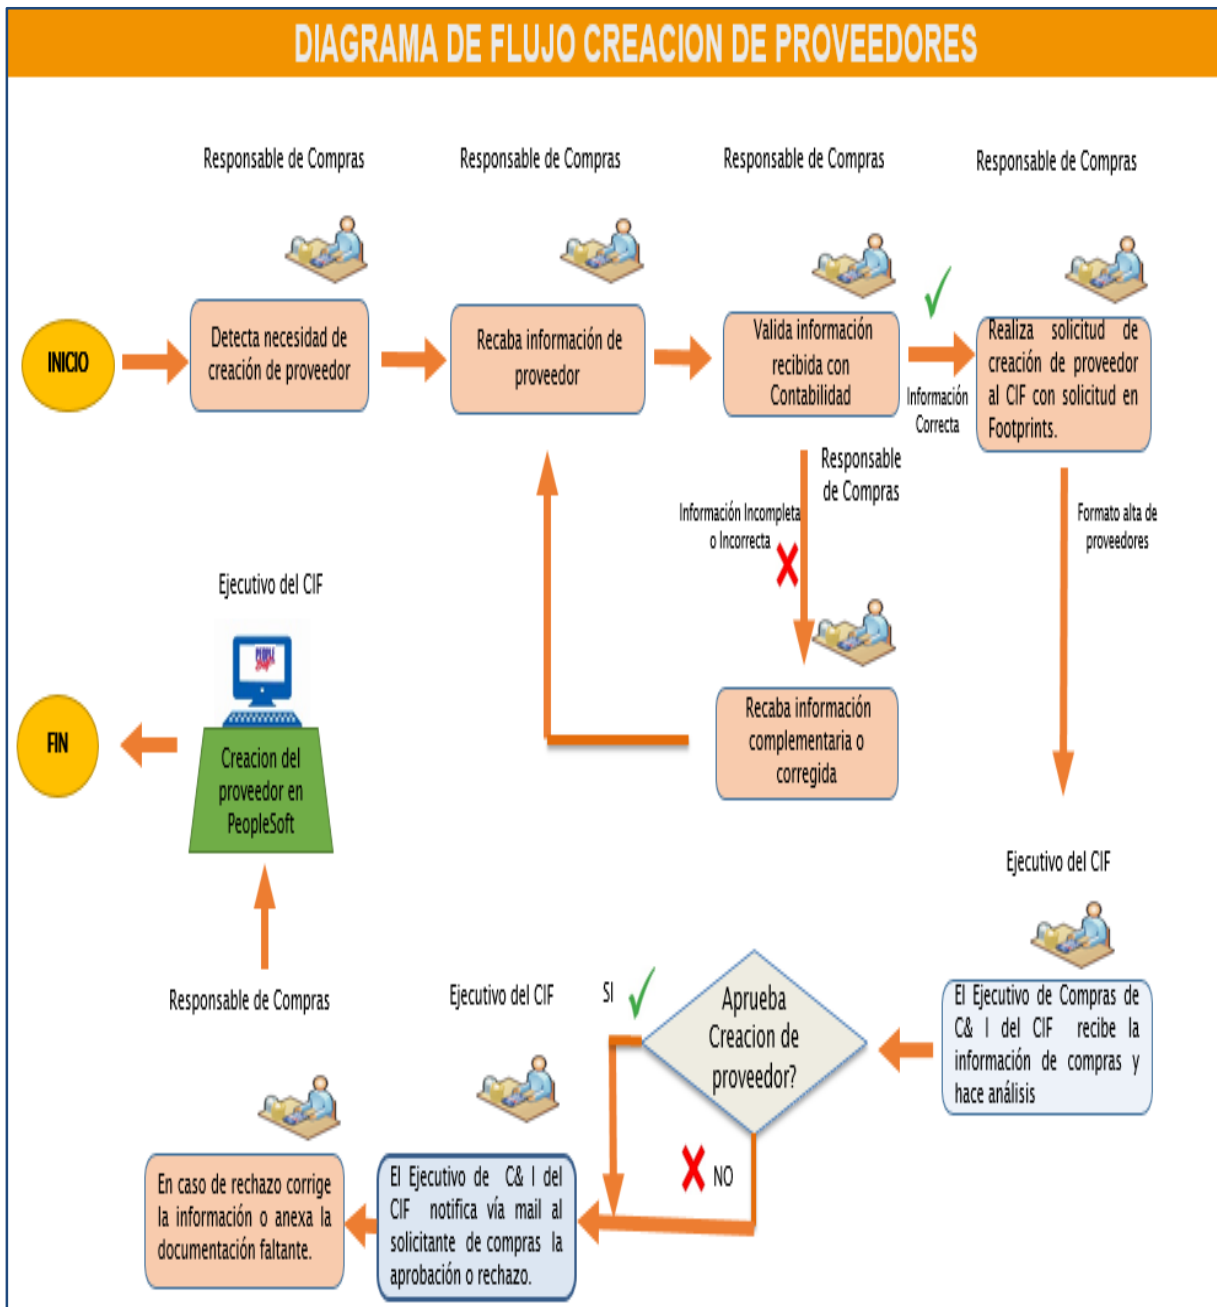 DIAGRAMA DE FLUJO CREACION DE PROVEEDORES
Responsable de Compras
Responsable de Compras
Responsable de Compras
Responsable de Compras
INICIO
Detecta necesidad de
creación de proveedor
Recaba información de
proveedor
Valida información
recibida con
Contabilidad
Información
Correcta
Realiza solicitud de
creación de proveedor
al CIF con solicitud en
Footprints.
Responsable
de Compras
Información Incompleta
o Incorrecta
Formato alta de
proveedores
Recaba información
complementaria o
corregida
Ejecutivo del CIF
PEOPLE
Soft
FIN
Creacion del
proveedor en
PeopleSoft
Ejecutivo del CIF
El Ejecutivo de Compras de
C& I del CIF recibe la
información de compras y
hace análisis
Aprueba
Creacion de
proveedor?
SI
NO
Ejecutivo del CIF
El Ejecutivo de C& I del
CIF notifica vía mail al
solicitante de compras la
aprobación o rechazo.
Responsable de Compras
En caso de rechazo corrige
la información o anexa la
documentación faltante.